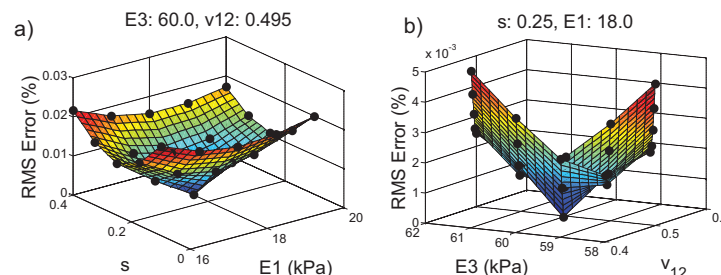 a)
E3: 60.0, v12: 0.495
RMS Error (%)
0.03
0.02
0.01
0
0.4
0.2
0
s
16
18
20
E1 (kPa)
b)
s: 0.25, E1: 18.0
x 10-3
RMS Error (%)
5
4
3
2
1
0
62
61
60
59
58
E3 (kPa)
0.4
0.5
v12